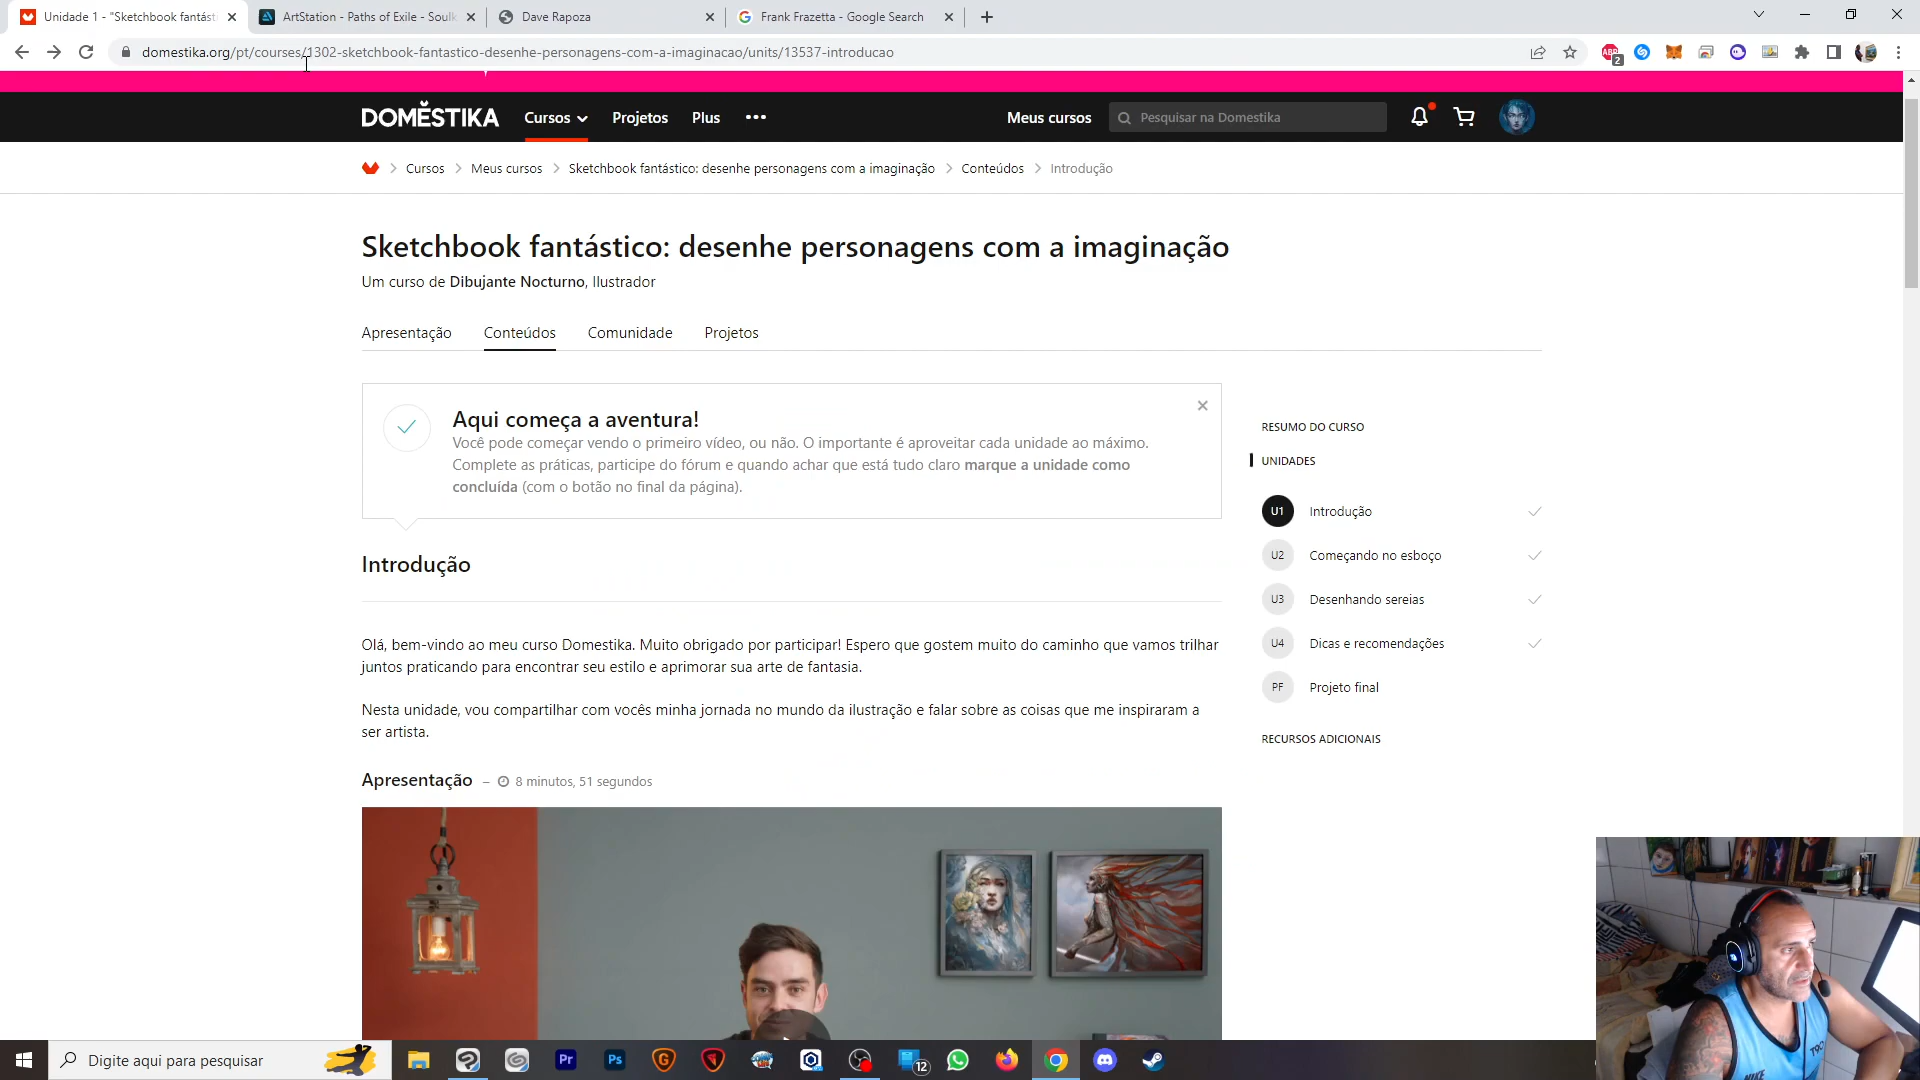 Unidade 1 - "Sketchbook fantást
ArtStation - Paths of Exile - Soulk
Dave Rapoza
Frank Frazetta - Google Search
domestika.org/pt/courses/1302-sketchbook-fantastico-desenhe-personagens-com-a-imaginacao/units/13537-introducao
ABP
2
DOMĚSTIKA
Cursos
Projetos
Plus
Meus cursos
Pesquisar na Domestika
Cursos > Meus cursos > Sketchbook fantástico: desenhe personagens com a imaginação > Conteúdos > Introdução
Sketchbook fantástico: desenhe personagens com a imaginação
Um curso de Dibujante Nocturno, Ilustrador
Apresentação
Conteúdos
Comunidade
Projetos
Aqui começa a aventura!
Você pode começar vendo o primeiro vídeo, ou não. O importante é aproveitar cada unidade ao máximo.
Complete as práticas, participe do fórum e quando achar que está tudo claro marque a unidade como
concluída (com o botão no final da página).
Introdução
Olá, bem-vindo ao meu curso Domestika. Muito obrigado por participar! Espero que gostem muito do caminho que vamos trilhar
juntos praticando para encontrar seu estilo e aprimorar sua arte de fantasia.
Nesta unidade, vou compartilhar com vocês minha jornada no mundo da ilustração e falar sobre as coisas que me inspiraram a
ser artista.
Apresentação – 8 minutos, 51 segundos
RESUMO DO CURSO
UNIDADES
U1 Introdução
U2 Começando no esboço
U3 Desenhando sereias
U4 Dicas e recomendações
PF Projeto final
RECURSOS ADICIONAIS
Digite aqui para pesquisar
Pr
Ps
G
12